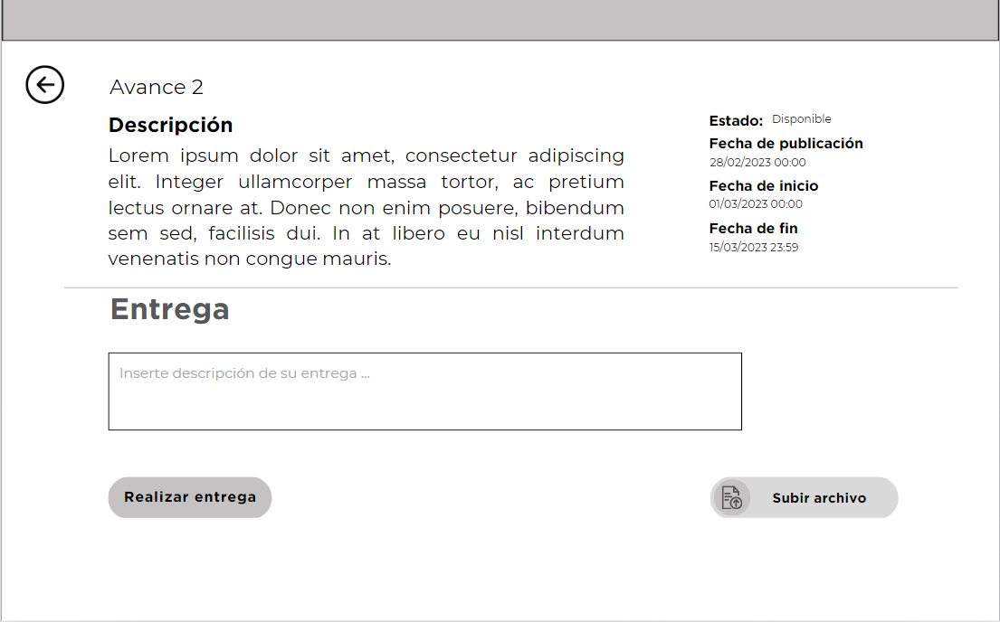 Avance 2
Descripción
Lorem ipsum dolor sit amet, consectetur adipiscing
elit. Integer ullamcorper massa tortor, ac pretium
lectus ornare at. Donec non enim posuere, bibendum
sem sed, facilisis dui. In at libero eu nisl interdum
venenatis non congue mauris.
Estado: Disponible
Fecha de publicación
28/02/2023 00:00
Fecha de inicio
01/03/2023 00:00
Fecha de fin
15/03/2023 23:59
Entrega
Inserte descripción de su entrega ...
Realizar entrega
Subir archivo